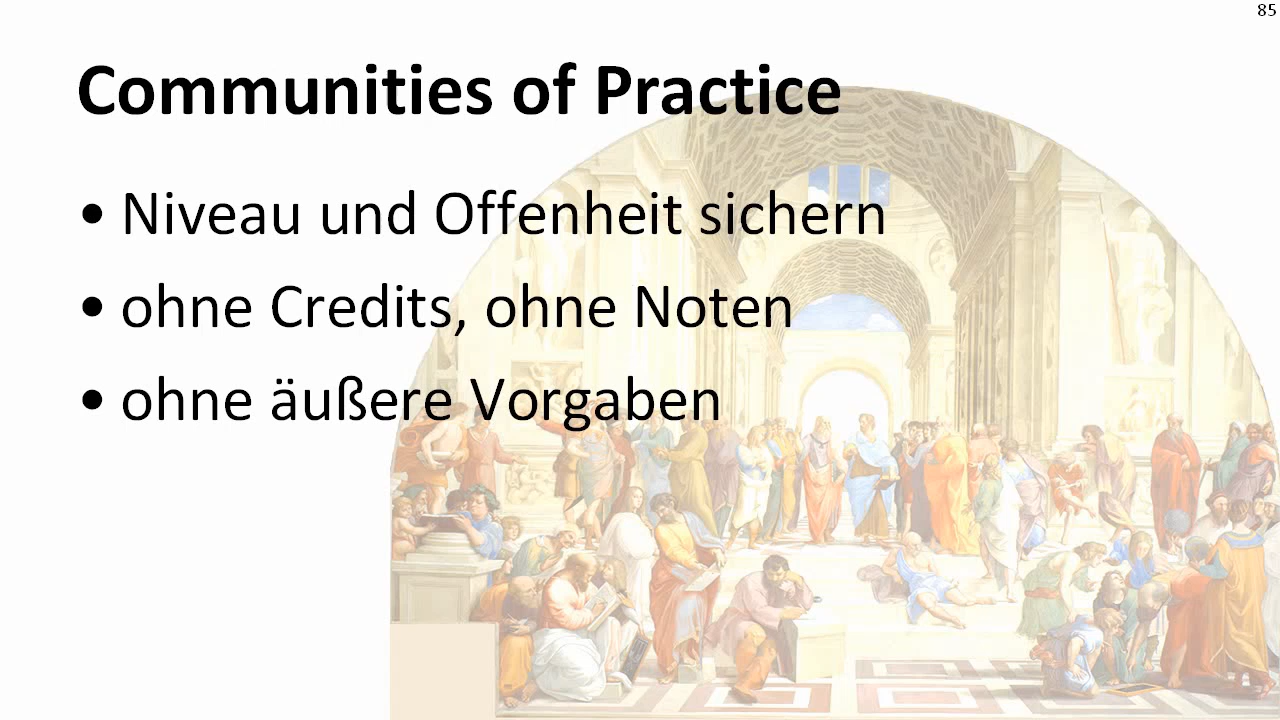 85
Communities of Practice
• Niveau und Offenheit sichern
• ohne Credits, ohne Noten
• ohne äußere Vorgaben